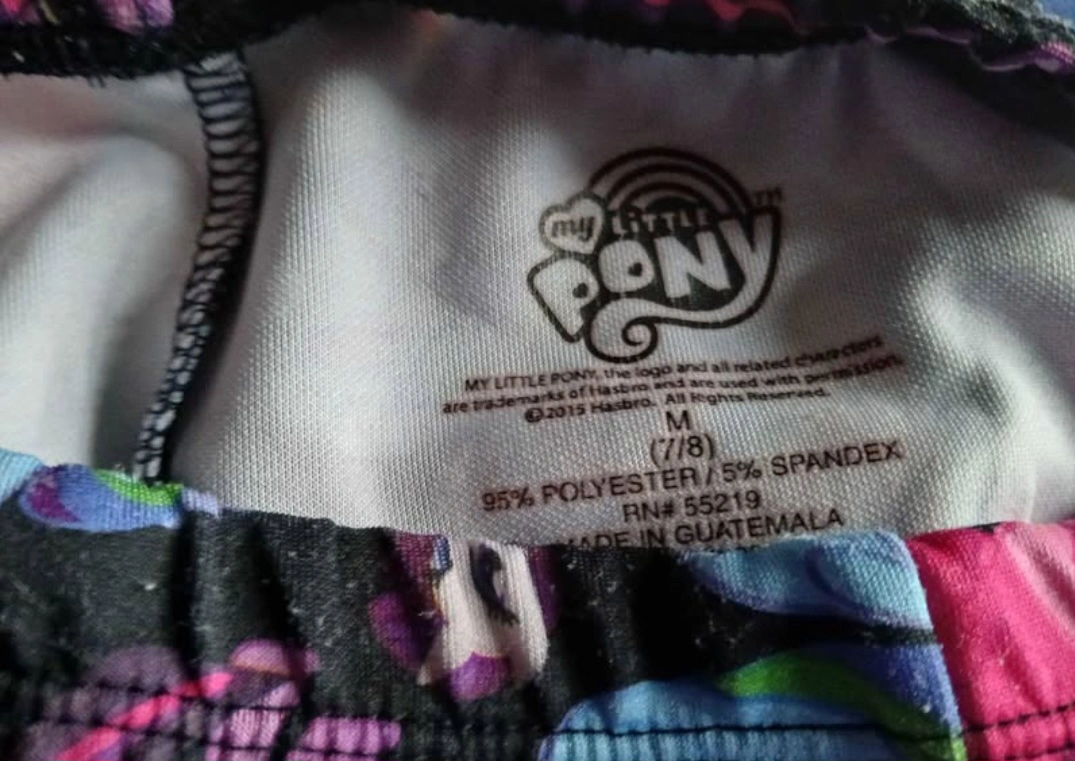 my LiTTLE TM
PONY
MY LITTLE PONY, the logo and all related characters
are trademarks of Hasbro and are used with permission.
©2015 Hasbro. All Rights Reserved.
M
(7/8)
95% POLYESTER / 5% SPANDEX
RN# 55219
MADE IN GUATEMALA